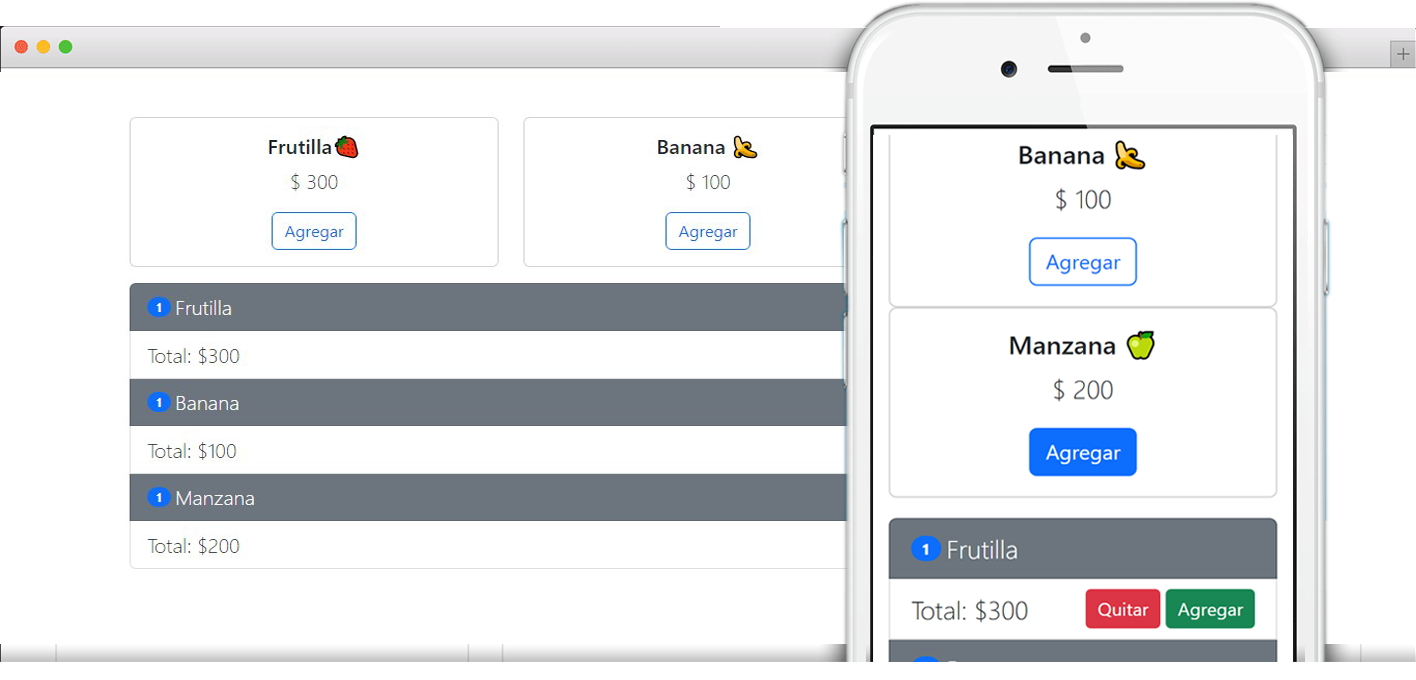 Frutilla🍓
$ 300
Agregar
Banana 🍌
$ 100
Agregar
1 Frutilla
Total: $300
1 Banana
Total: $100
1 Manzana
Total: $200
Banana 🍌
$ 100
Agregar
Manzana 🍏
$ 200
Agregar
1 Frutilla
Total: $300 Quitar Agregar